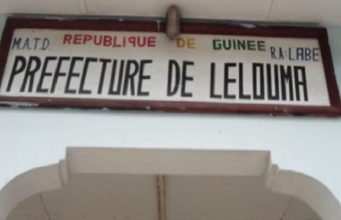 M.A.T.D. REPUBLIQUE DE GUINEE R.A: LABE
PREFECTURE DE LELOUMA